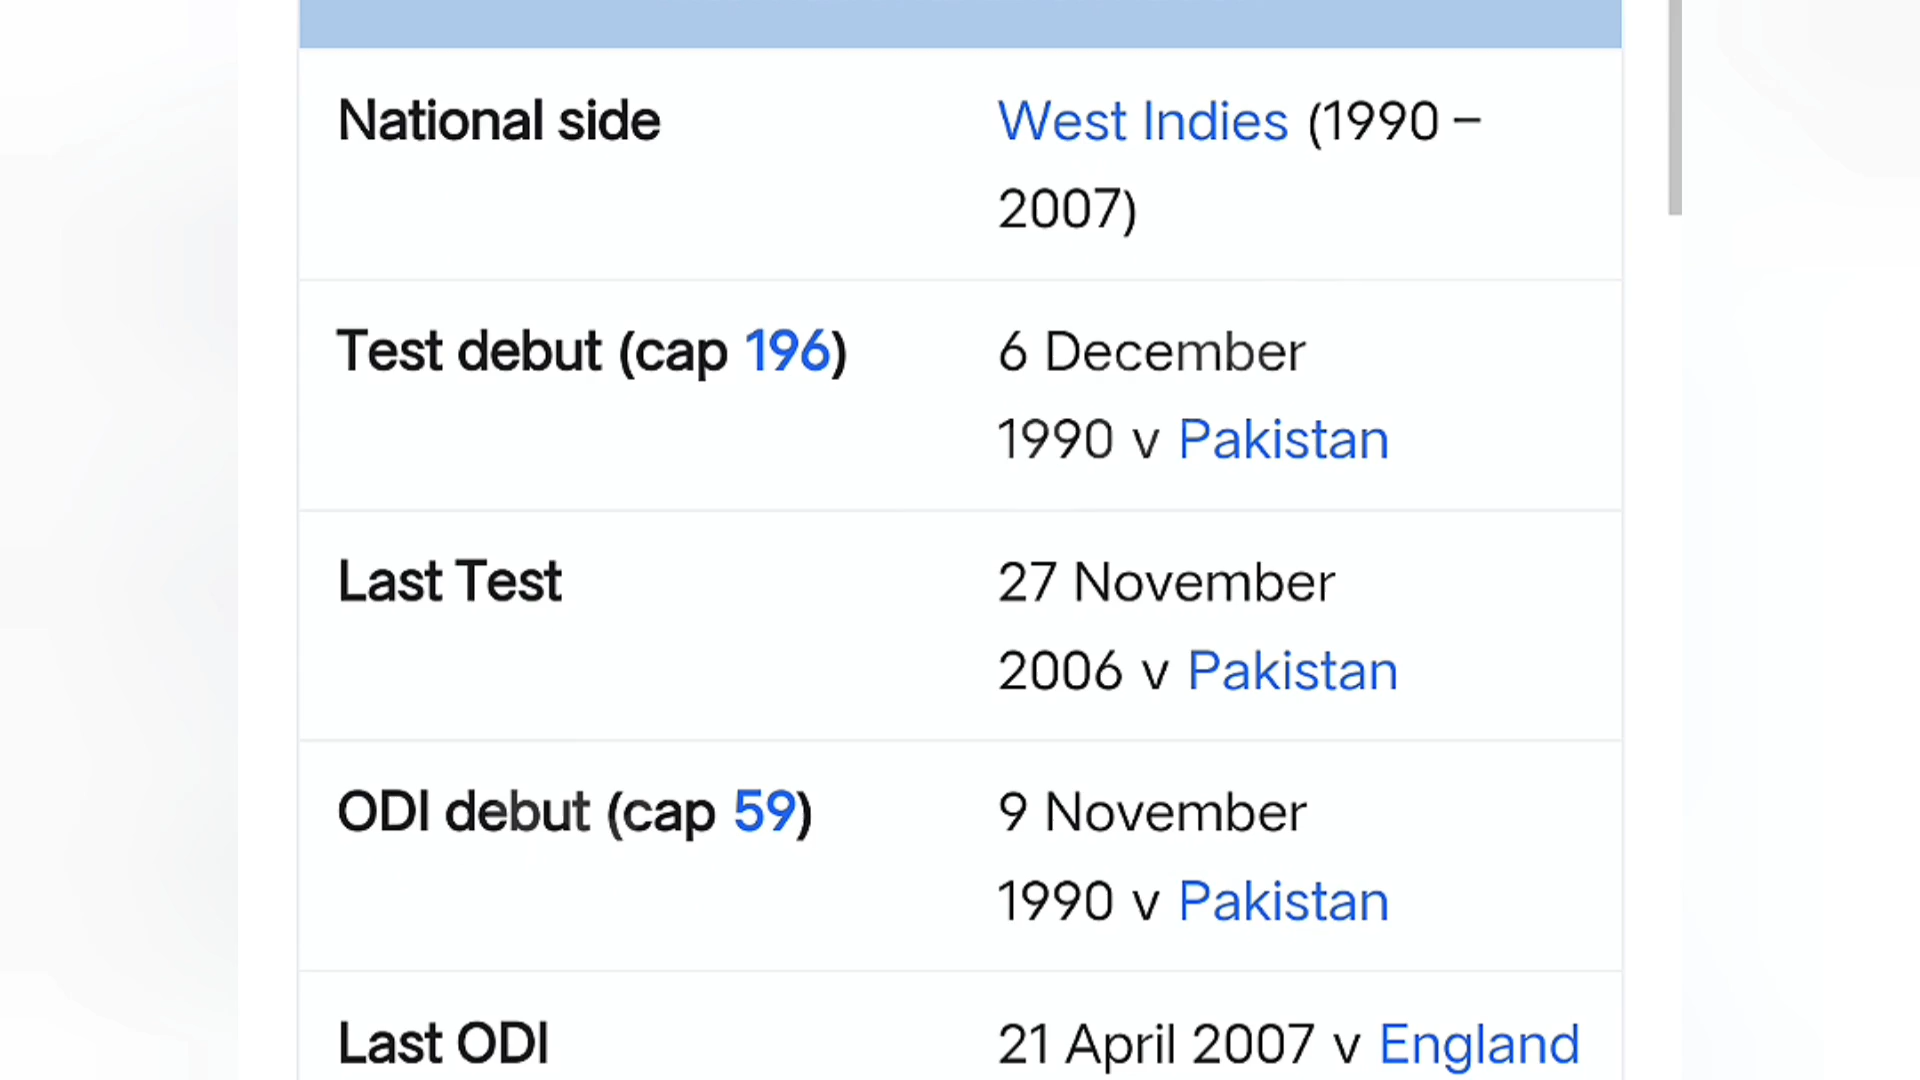 National side
West Indies (1990 –
2007)
Test debut (cap 196)
6 December
1990 v Pakistan
Last Test
27 November
2006 v Pakistan
ODI debut (cap 59)
9 November
1990 v Pakistan
Last ODI
21 April 2007 v England